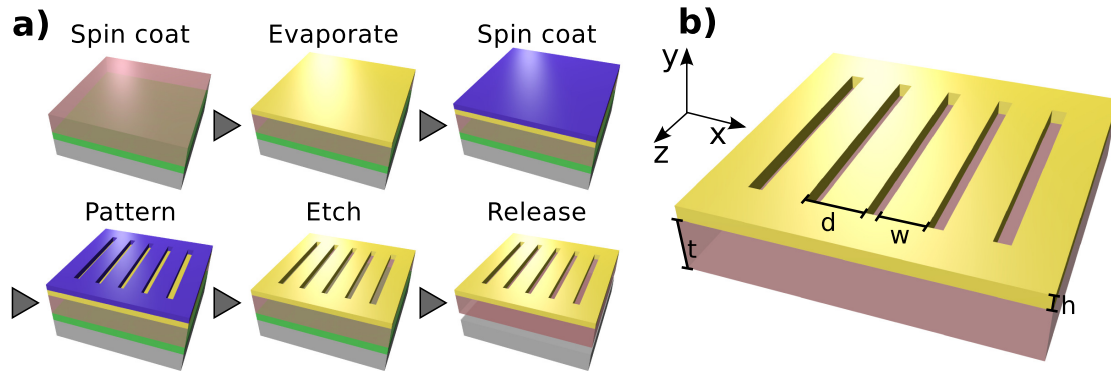 a)
Spin coat
Evaporate
Spin coat
Pattern
Etch
Release
b)
y
x
z
d
w
t
h